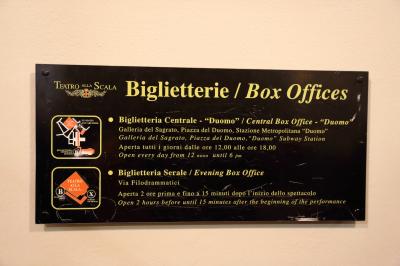 TEATRO ALLA SCALA
Biglietterie / Box Offices
Biglietteria Centrale - "Duomo" / Central Box Office - "Duomo"
Galleria del Sagrato, Piazza del Duomo, Stazione Metropolitana "Duomo"
Galleria del Sagrato, Piazza del Duomo, "Duomo" Subway Station
Aperta tutti i giorni dalle ore 12,00 alle ore 18,00
Open every day from 12 noon until 6 pm
Biglietteria Serale / Evening Box Office
Via Filodrammatici
Aperta 2 ore prima e fino a 15 minuti dopo l'inizio dello spettacolo
Open 2 hours before until 15 minutes after the beginning of the performance
TEATRO
ALLA
SCALA
B
X